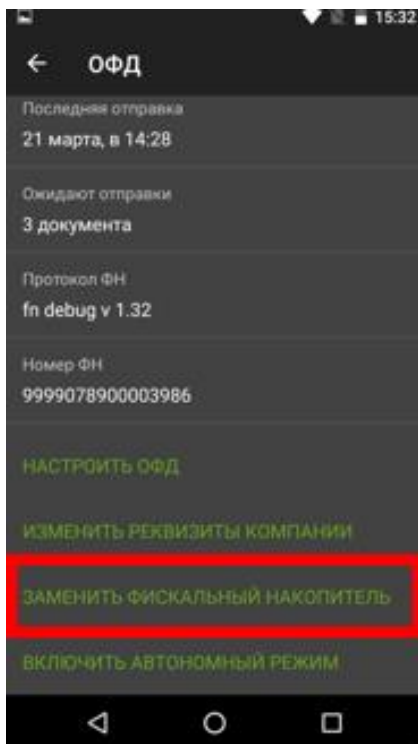 15:32
ОФД
Последняя отправка
21 марта, в 14:28
Ожидают отправки
3 документа
Протокол ФН
fn debug v 1.32
Номер ФН
9999078900003986
НАСТРОИТЬ ОФД
ИЗМЕНИТЬ РЕКВИЗИТЫ КОМПАНИИ
ЗАМЕНИТЬ ФИСКАЛЬНЫЙ НАКОПИТЕЛЬ
ВКЛЮЧИТЬ АВТОНОМНЫЙ РЕЖИМ